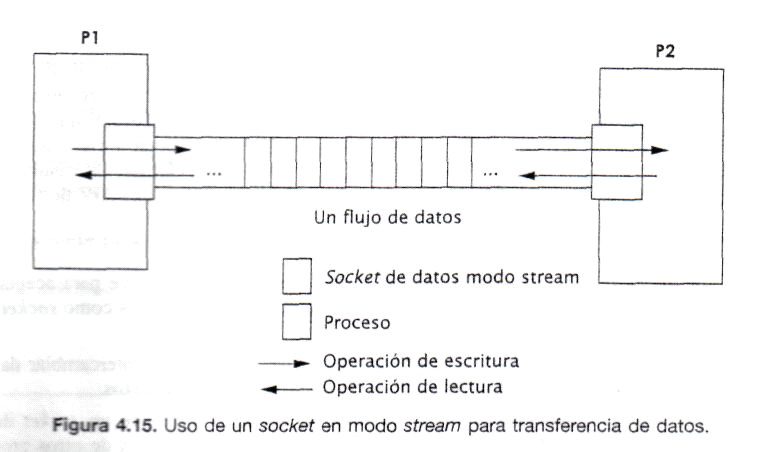 P1
P2
...
...
Un flujo de datos
Socket de datos modo stream
Proceso
Operación de escritura
Operación de lectura
Figura 4.15. Uso de un socket en modo stream para transferencia de datos.